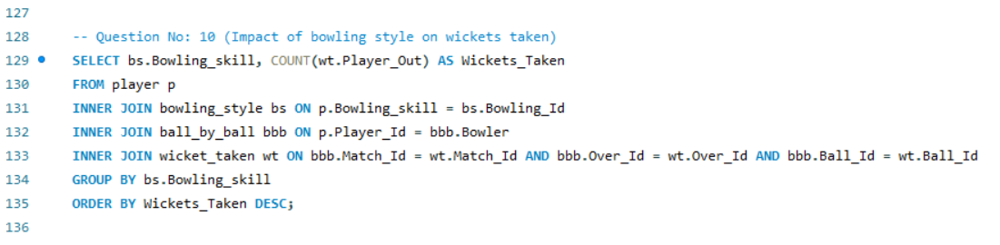 127
128 -- Question No: 10 (Impact of bowling style on wickets taken)
129 SELECT bs.Bowling_skill, COUNT(wt.Player_Out) AS Wickets_Taken
130 FROM player p
131 INNER JOIN bowling_style bs ON p.Bowling_skill = bs.Bowling_Id
132 INNER JOIN ball_by_ball bbb ON p.Player_Id = bbb.Bowler
133 INNER JOIN wicket_taken wt ON bbb.Match_Id = wt.Match_Id AND bbb.Over_Id = wt.Over_Id AND bbb.Ball_Id = wt.Ball_Id
134 GROUP BY bs.Bowling_skill
135 ORDER BY Wickets_Taken DESC;
136